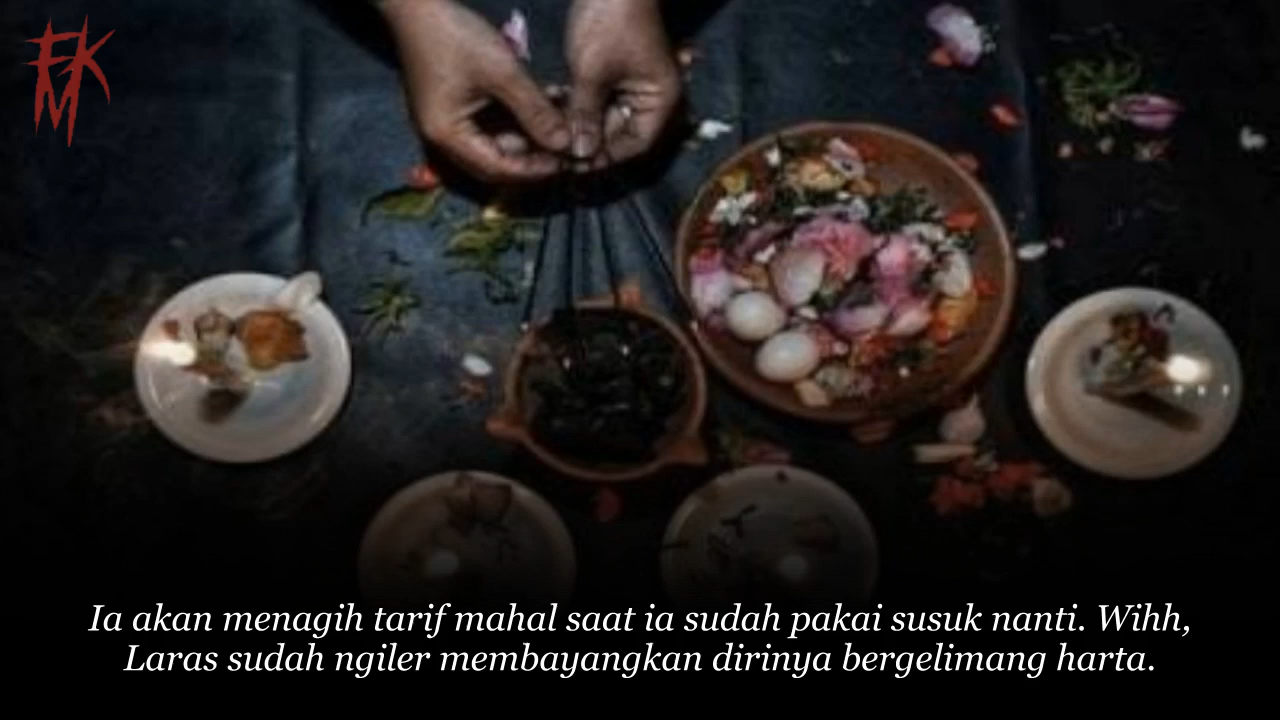 FK
M
Ia akan menagih tarif mahal saat ia sudah pakai susuk nanti. Wihh,
Laras sudah ngiler membayangkan dirinya bergelimang harta.